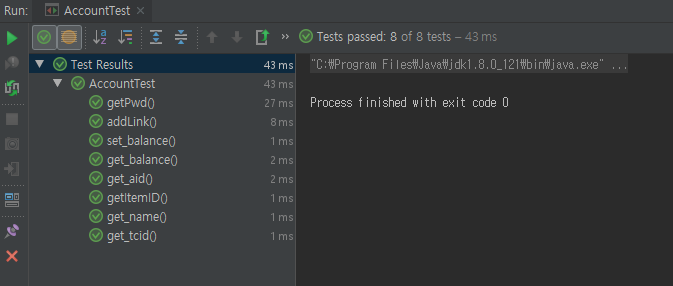 Run: AccountTest
Tests passed: 8 of 8 tests – 43 ms
Test Results 43 ms
AccountTest 43 ms
getPwd() 27 ms
addLink() 8 ms
set_balance() 1 ms
get_balance() 2 ms
get_aid() 2 ms
getItemID() 1 ms
get_name() 1 ms
get_tcid() 1 ms
"C:₩Program Files₩Java₩jdk1.8.0_121₩bin₩java.exe" ...
Process finished with exit code 0